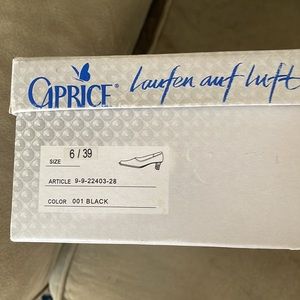 CAPRICE® Laufen auf Luft
SIZE 6 / 39
ARTICLE 9-9-22403-28
COLOR 001 BLACK